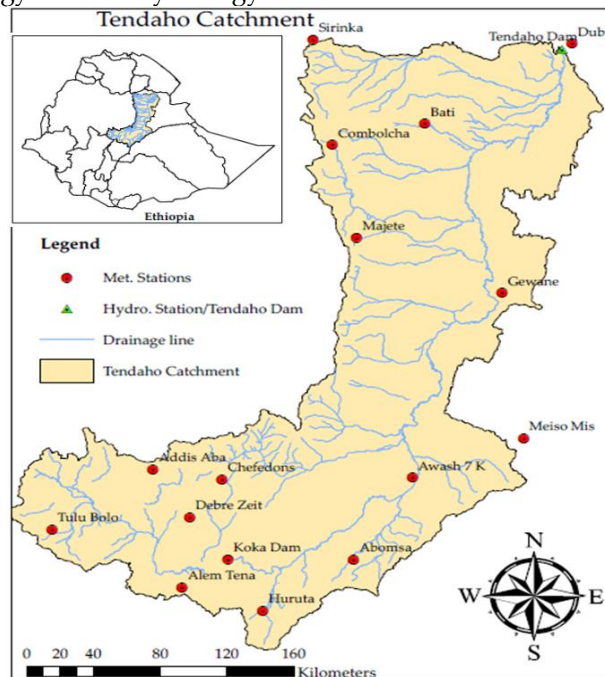 Tendaho Catchment
Sirinka
Tendaho Dam
Dub
Bati
Combolcha
Ethiopia
Majete
Legend
Met. Stations
Gewane
Hydro. Station/Tendaho Dam
Drainage line
Tendaho Catchment
Meiso Mis
Addis Aba
Chefedons
Awash 7 K
Debre Zeit
Tulu Bolo
Koka Dam
Abomsa
N
Alem Tena
W
E
Huruta
S
0 20 40 80 120 160
Kilometers